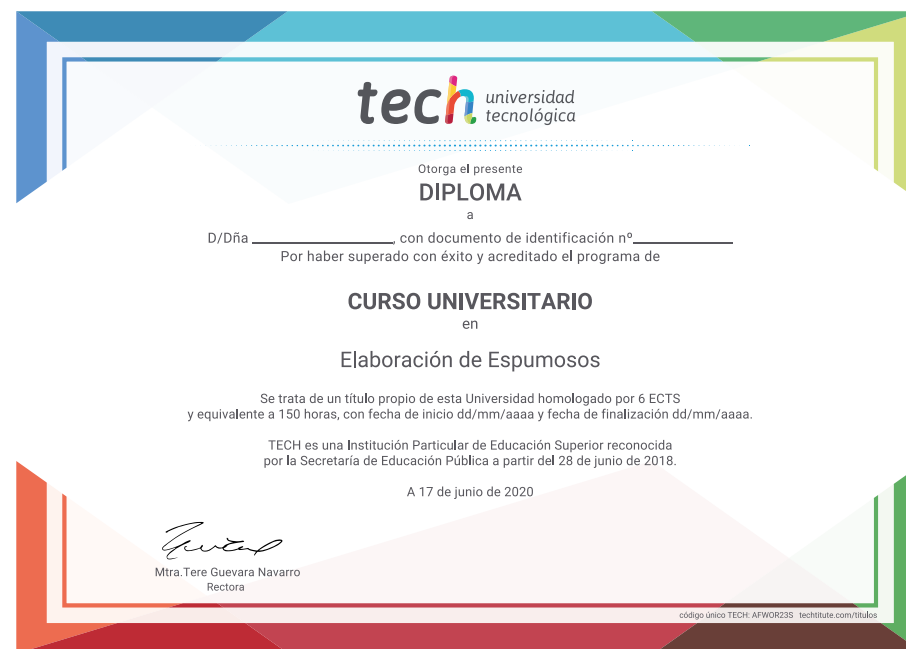 tech universidad
tecnológica
Otorga el presente
DIPLOMA
a
D/Dña ____________________, con documento de identificación nº______________
Por haber superado con éxito y acreditado el programa de
CURSO UNIVERSITARIO
en
Elaboración de Espumosos
Se trata de un título propio de esta Universidad homologado por 6 ECTS
y equivalente a 150 horas, con fecha de inicio dd/mm/aaaa y fecha de finalización dd/mm/aaaa.
TECH es una Institución Particular de Educación Superior reconocida
por la Secretaría de Educación Pública a partir del 28 de junio de 2018.
A 17 de junio de 2020
Mtra.Tere Guevara Navarro
Rectora
código único TECH: AFWOR23S techtitute.com/titulos